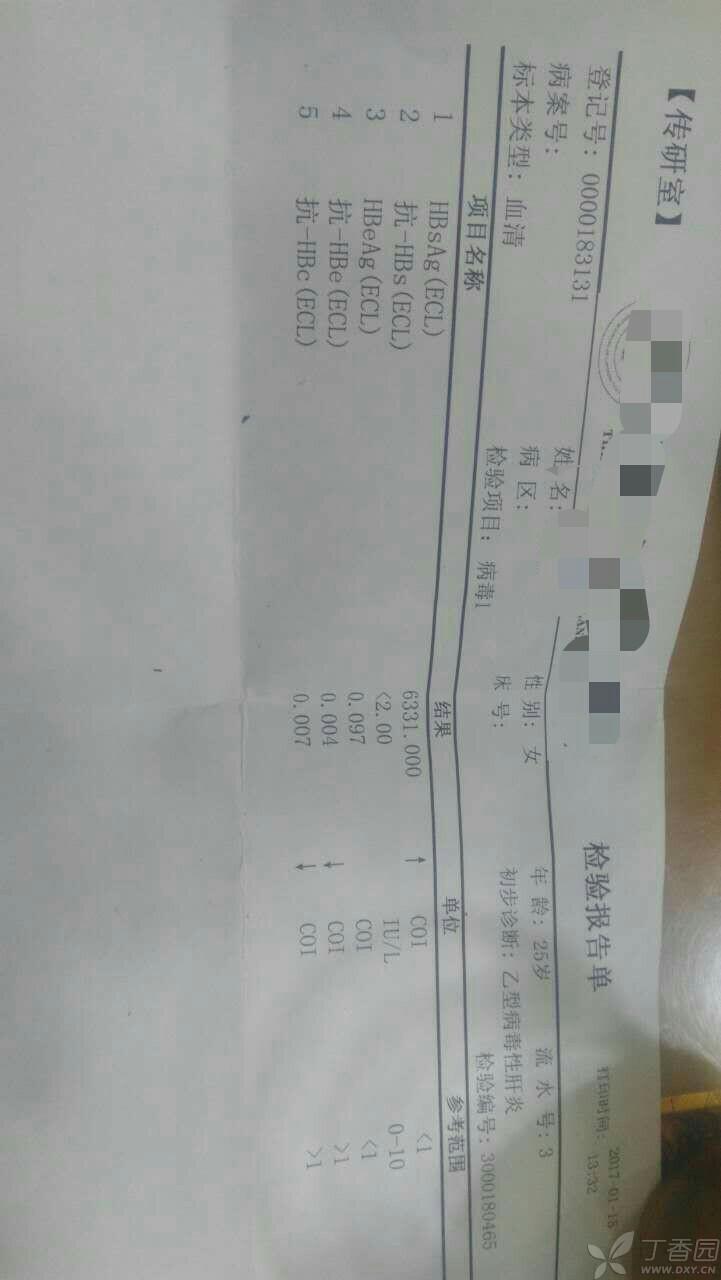 【传研室】
检验报告单
打印时间: 2017-01-18
13:32
登记号: 0000183131
姓 名:
性 别: 女
年 龄: 25岁
流 水 号: 3
病案号:
病 区:
床 号:
初步诊断: 乙型病毒性肝炎
标本类型: 血清
检验项目: 病毒1
检验编号: 3000180465
项目名称 结果 单位 参考范围
1 HBsAg(ECL) 6331.000 ↑ COI <1
2 抗-HBs(ECL) <2.00 IU/L 0-10
3 HBeAg(ECL) 0.097 COI <1
4 抗-HBe(ECL) 0.004 ↓ COI >1
5 抗-HBc(ECL) 0.007 ↓ COI >1
丁香园
WWW.DXY.CN